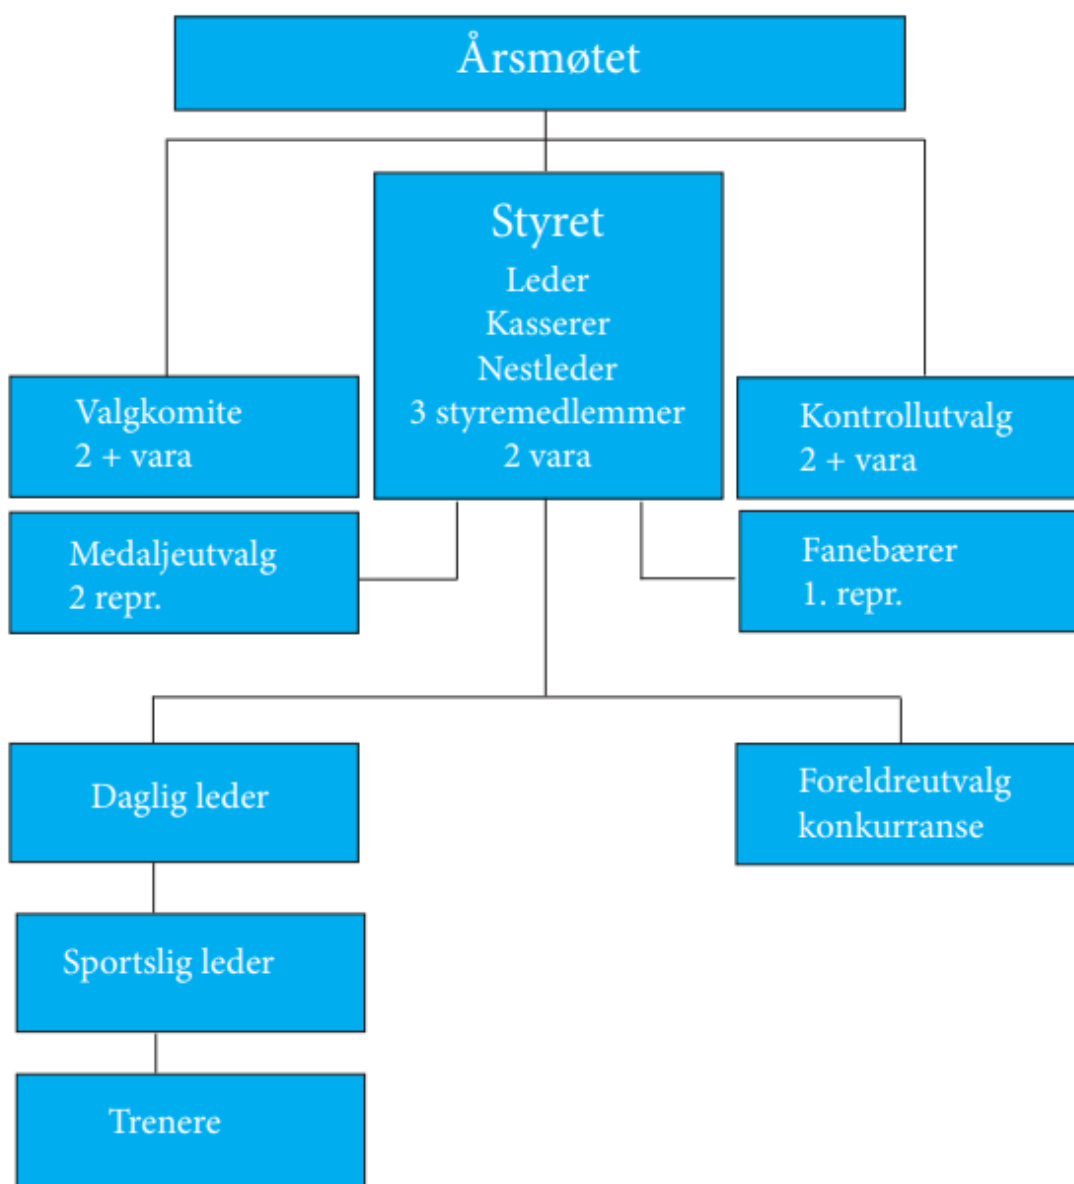 Årsmøtet
Styret
Leder
Kasserer
Nestleder
3 styremedlemmer
2 vara
Valgkomite
2 + vara
Kontrollutvalg
2 + vara
Medaljeutvalg
2 repr.
Fanebærer
1. repr.
Daglig leder
Foreldreutvalg
konkurranse
Sportslig leder
Trenere